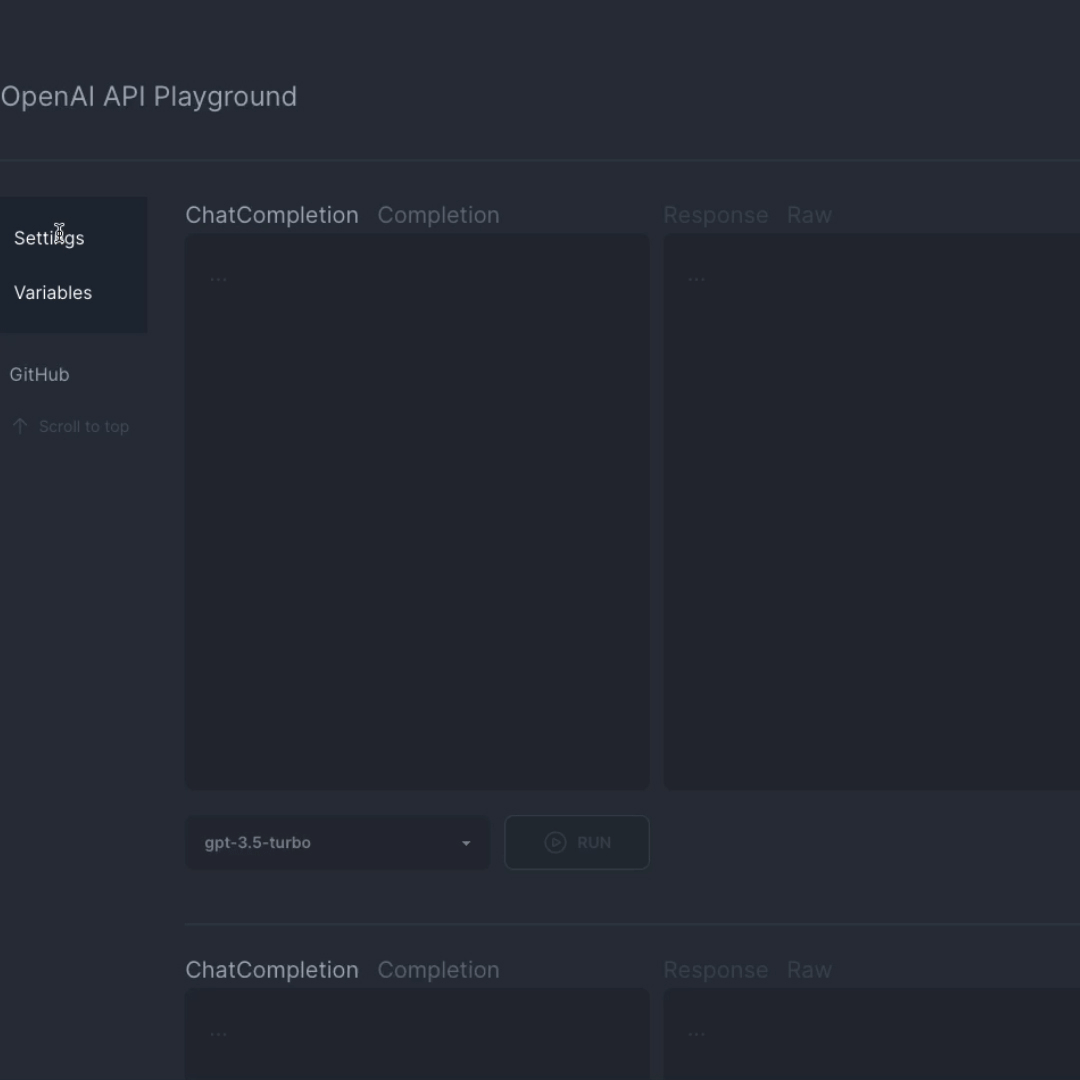 OpenAI API Playground
Settings
Variables
GitHub
Scroll to top
ChatCompletion Completion
Response Raw
...
...
gpt-3.5-turbo
RUN
ChatCompletion Completion
Response Raw
...
...